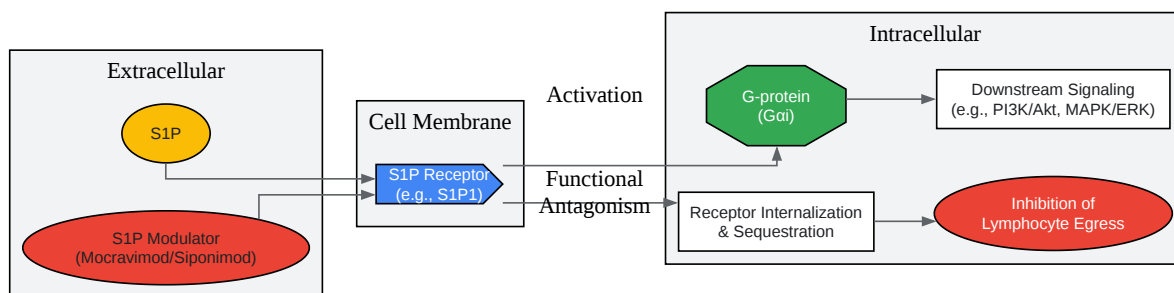 Extracellular
S1P
S1P Modulator
(Mocravimod/Siponimod)
Cell Membrane
S1P Receptor
(e.g., S1P1)
Activation
Functional
Antagonism
Intracellular
G-protein
(Gαi)
Downstream Signaling
(e.g., PI3K/Akt, MAPK/ERK)
Receptor Internalization
& Sequestration
Inhibition of
Lymphocyte Egress